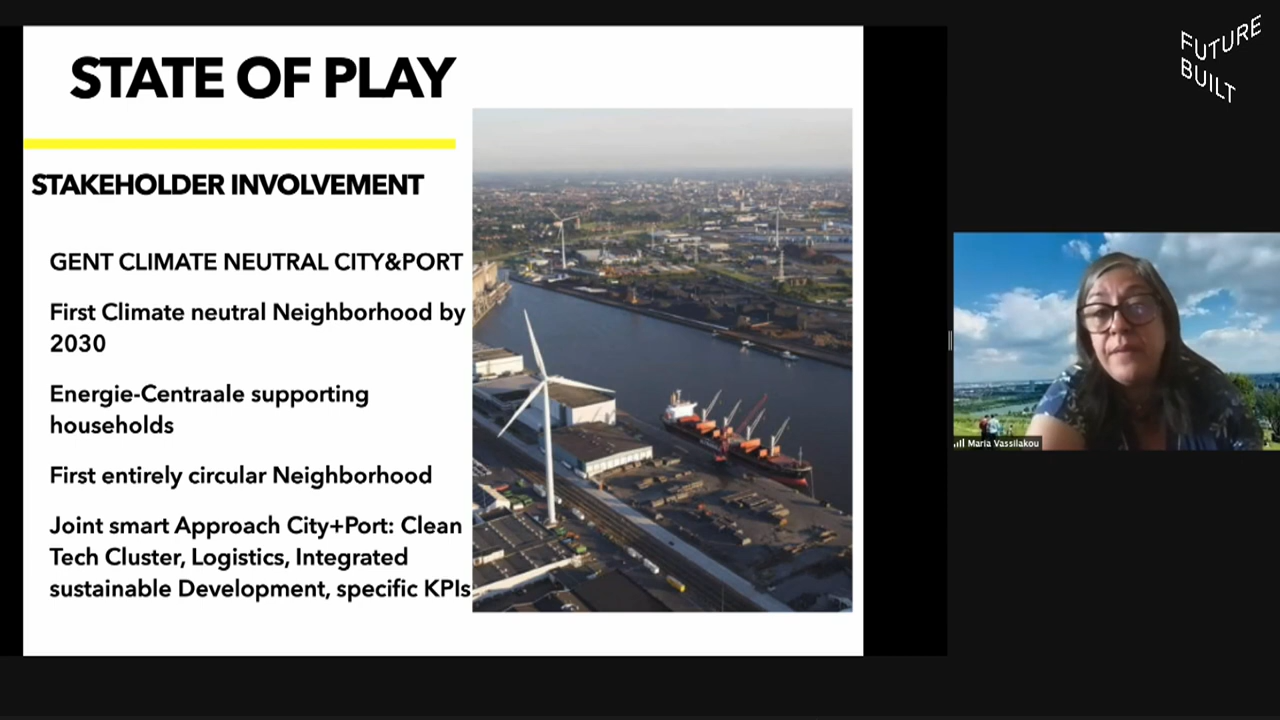 STATE OF PLAY
STAKEHOLDER INVOLVEMENT
GENT CLIMATE NEUTRAL CITY&PORT
First Climate neutral Neighborhood by
2030
Energie-Centraale supporting
households
First entirely circular Neighborhood
Joint smart Approach City+Port: Clean
Tech Cluster, Logistics, Integrated
sustainable Development, specific KPIs
FUTURE
BUILT
Maria Vassilakou